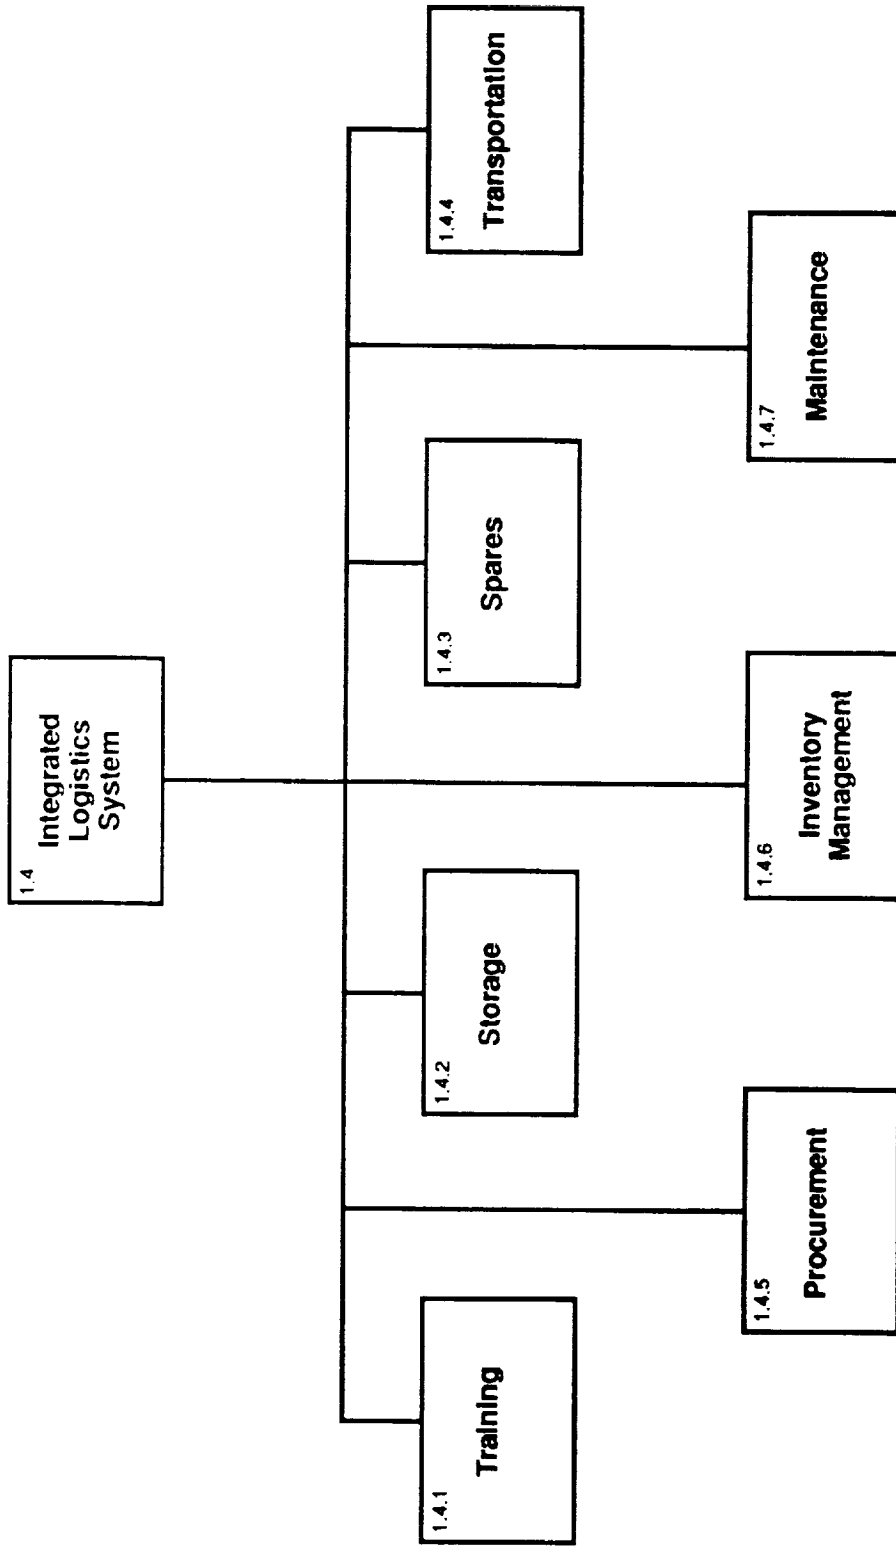 1.4
Integrated
Logistics
System
1.4.1
Training
1.4.2
Storage
1.4.3
Spares
1.4.4
Transportation
1.4.5
Procurement
1.4.6
Inventory
Management
1.4.7
Maintenance